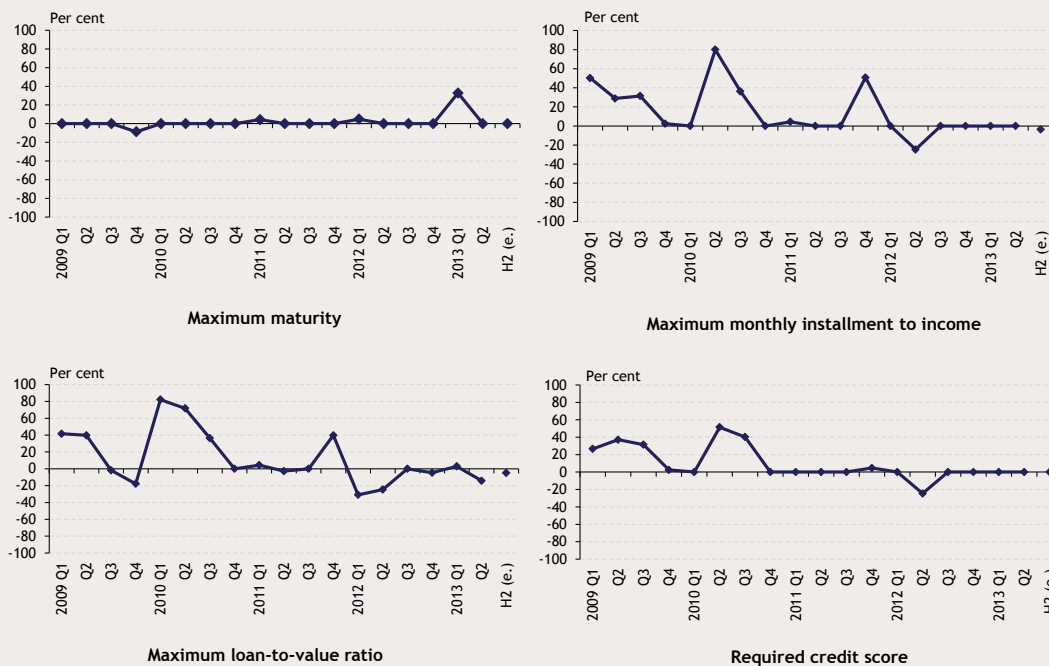 Per cent
100
80
60
40
20
0
-20
-40
-60
-80
-100
2009 Q1
Q2
Q3
Q4
2010 Q1
Q2
Q3
Q4
2011 Q1
Q2
Q3
Q4
2012 Q1
Q2
Q3
Q4
2013 Q1
Q2
H2 (e.)
Maximum maturity
Per cent
100
80
60
40
20
0
-20
-40
-60
-80
-100
2009 Q1
Q2
Q3
Q4
2010 Q1
Q2
Q3
Q4
2011 Q1
Q2
Q3
Q4
2012 Q1
Q2
Q3
Q4
2013 Q1
Q2
H2 (e.)
Maximum monthly installment to income
Per cent
100
80
60
40
20
0
-20
-40
-60
-80
-100
2009 Q1
Q2
Q3
Q4
2010 Q1
Q2
Q3
Q4
2011 Q1
Q2
Q3
Q4
2012 Q1
Q2
Q3
Q4
2013 Q1
Q2
H2 (e.)
Maximum loan-to-value ratio
Per cent
100
80
60
40
20
0
-20
-40
-60
-80
-100
2009 Q1
Q2
Q3
Q4
2010 Q1
Q2
Q3
Q4
2011 Q1
Q2
Q3
Q4
2012 Q1
Q2
Q3
Q4
2013 Q1
Q2
Required credit score